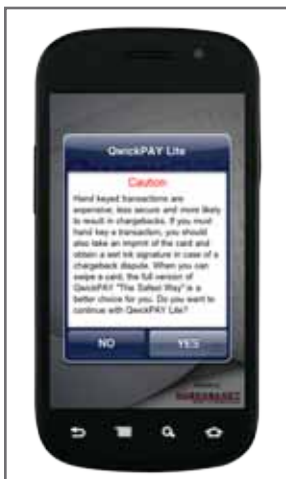 QwickPAY Lite
Caution
Hand keyed transactions are
expensive, less secure and more likely
to result in chargebacks. If you must
hand key a transaction, you should
also take an imprint of the card and
obtain a wet ink signature in case of a
chargeback dispute. When you can
swipe a card, the full version of
QwickPAY "The Safest Way" is a
better choice for you. Do you want to
continue with QwickPAY Lite?
NO
YES